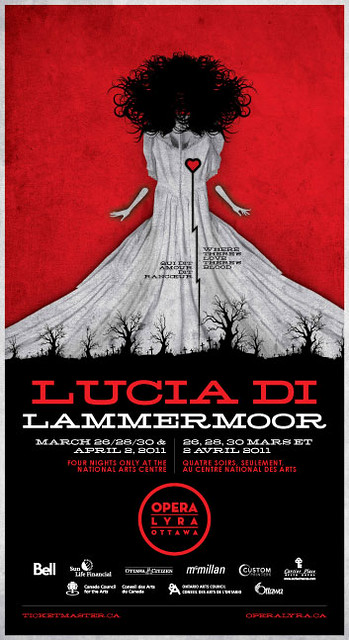 QUI DIT
AMOUR
DIT
RANCŒUR
WHERE
THERE'S
LOVE
THERE'S
BLOOD
LUCIA DI
LAMMERMOOR
MARCH 26/28/30 &
APRIL 2, 2011
26, 28, 30 MARS ET
2 AVRIL 2011
FOUR NIGHTS ONLY AT THE
NATIONAL ARTS CENTRE
QUATRE SOIRS, SEULEMENT,
AU CENTRE NATIONAL DES ARTS
OPERA
LYRA
OTTAWA
Bell
Sun
Life Financial
OTTAWA CITIZEN
mcmillan
CUSTOM
PRINTERS
Canada Council
for the Arts
Conseil des Arts
du Canada
ONTARIO ARTS COUNCIL
CONSEIL DES ARTS DE L'ONTARIO
Ottawa
TICKETMASTER.CA
OPERALYRA.CA